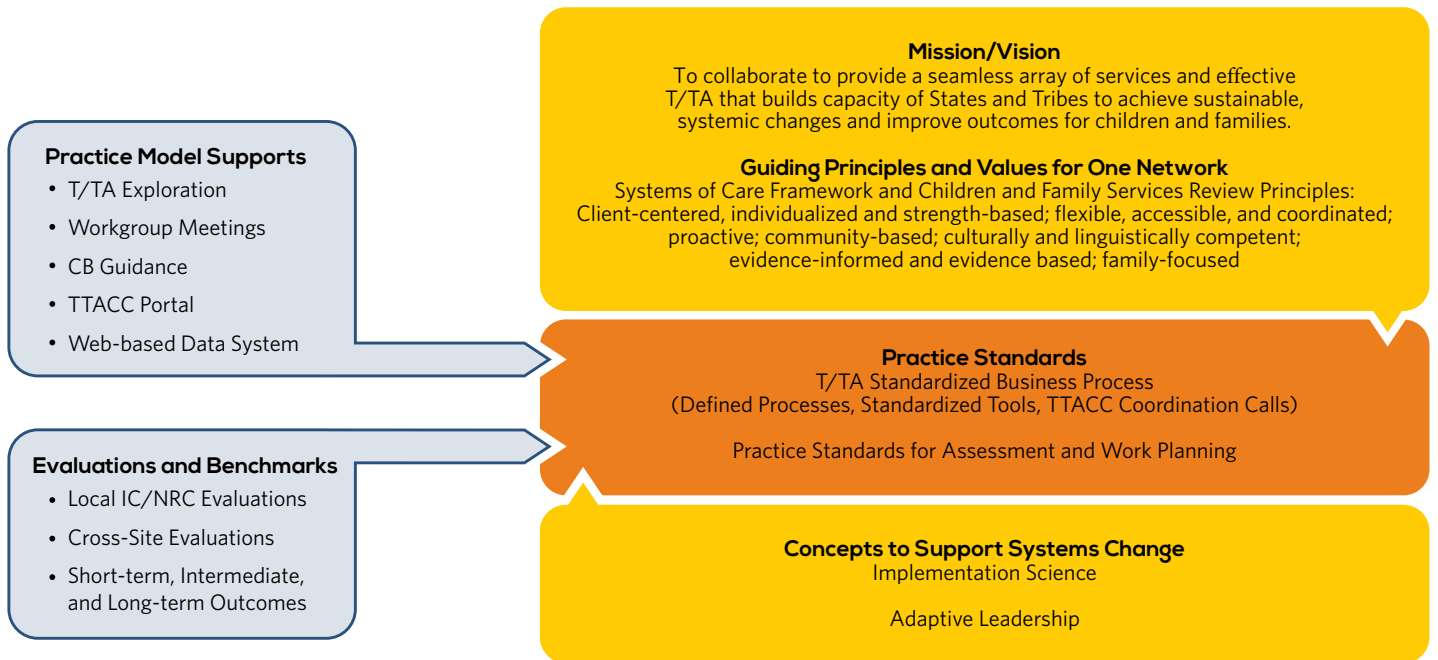 Mission/Vision
To collaborate to provide a seamless array of services and effective
T/TA that builds capacity of States and Tribes to achieve sustainable,
systemic changes and improve outcomes for children and families.
Guiding Principles and Values for One Network
Systems of Care Framework and Children and Family Services Review Principles:
Client-centered, individualized and strength-based; flexible, accessible, and coordinated;
proactive; community-based; culturally and linguistically competent;
evidence-informed and evidence based; family-focused
Practice Model Supports
• T/TA Exploration
• Workgroup Meetings
• CB Guidance
• TTACC Portal
• Web-based Data System
Practice Standards
T/TA Standardized Business Process
(Defined Processes, Standardized Tools, TTACC Coordination Calls)
Practice Standards for Assessment and Work Planning
Evaluations and Benchmarks
• Local IC/NRC Evaluations
• Cross-Site Evaluations
• Short-term, Intermediate,
and Long-term Outcomes
Concepts to Support Systems Change
Implementation Science
Adaptive Leadership